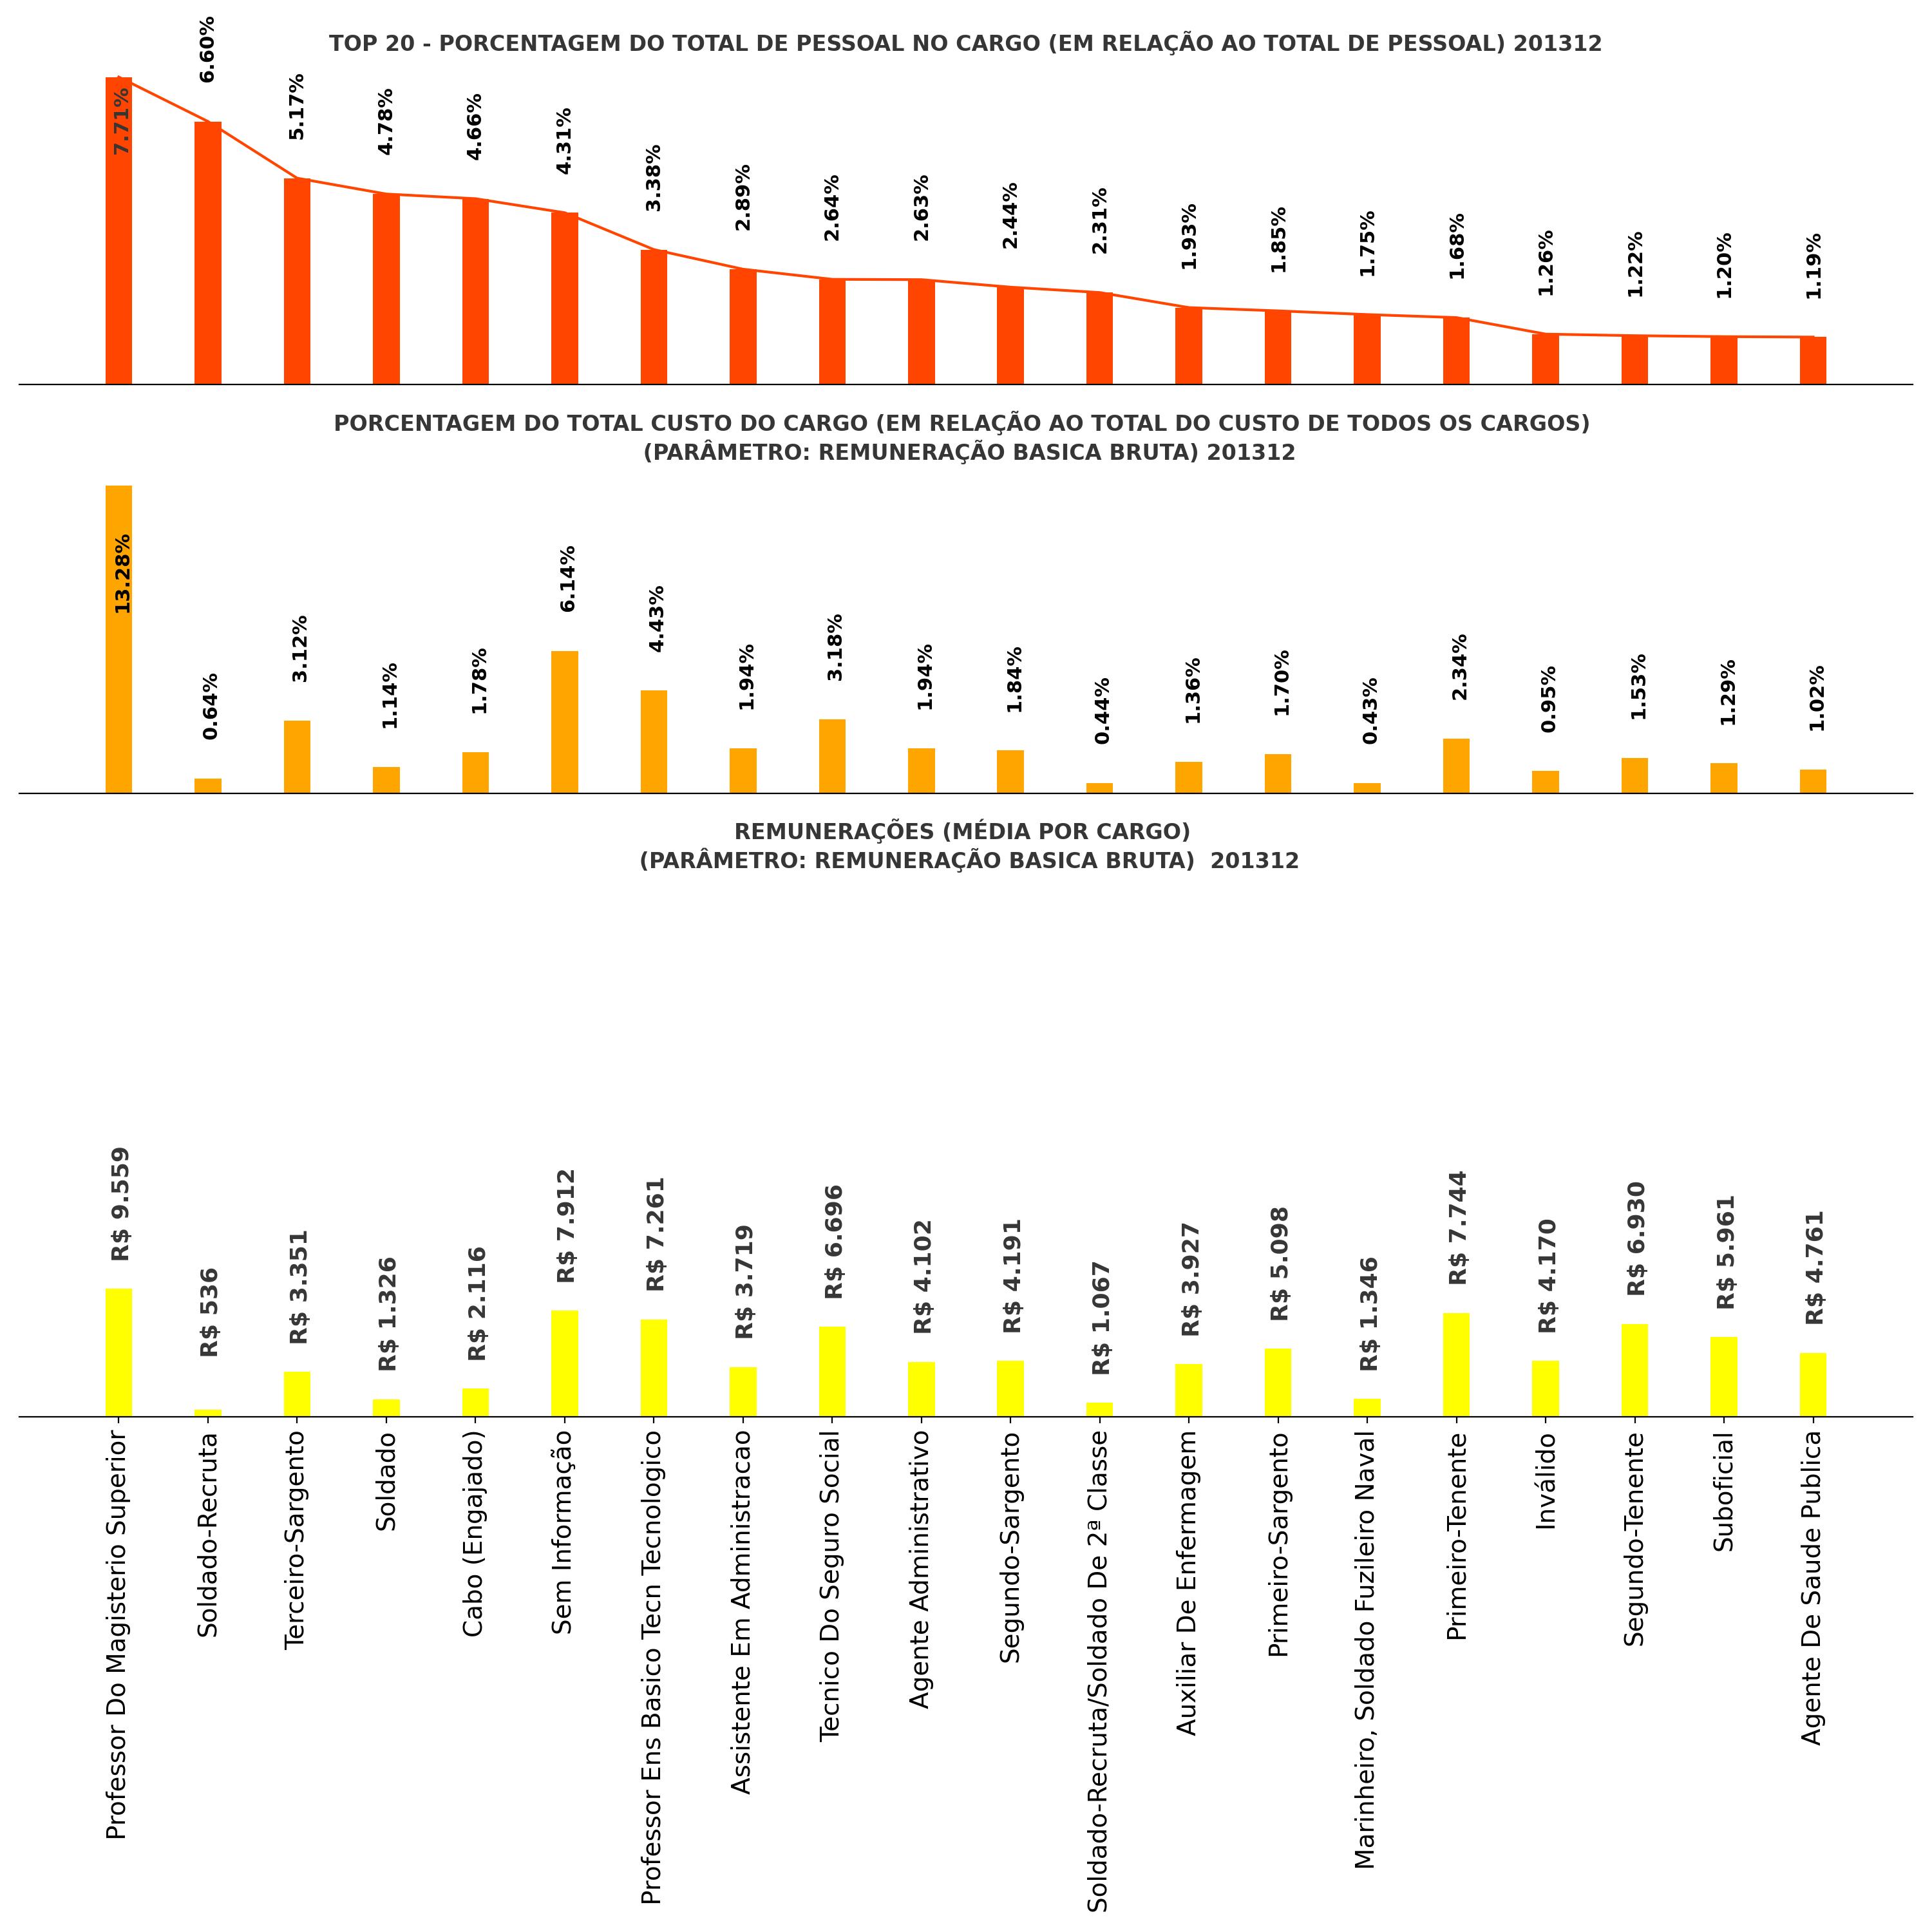 TOP 20 - PORCENTAGEM DO TOTAL DE PESSOAL NO CARGO (EM RELAÇÃO AO TOTAL DE PESSOAL) 201312
7.71%
6.60%
5.17%
4.78%
4.66%
4.31%
3.38%
2.89%
2.64%
2.63%
2.44%
2.31%
1.93%
1.85%
1.75%
1.68%
1.26%
1.22%
1.20%
1.19%
PORCENTAGEM DO TOTAL CUSTO DO CARGO (EM RELAÇÃO AO TOTAL DO CUSTO DE TODOS OS CARGOS)
(PARÂMETRO: REMUNERAÇÃO BASICA BRUTA) 201312
13.28%
0.64%
3.12%
1.14%
1.78%
6.14%
4.43%
1.94%
3.18%
1.94%
1.84%
0.44%
1.36%
1.70%
0.43%
2.34%
0.95%
1.53%
1.29%
1.02%
REMUNERAÇÕES (MÉDIA POR CARGO)
(PARÂMETRO: REMUNERAÇÃO BASICA BRUTA)  201312
R$ 9.559
R$ 536
R$ 3.351
R$ 1.326
R$ 2.116
R$ 7.912
R$ 7.261
R$ 3.719
R$ 6.696
R$ 4.102
R$ 4.191
R$ 1.067
R$ 3.927
R$ 5.098
R$ 1.346
R$ 7.744
R$ 4.170
R$ 6.930
R$ 5.961
R$ 4.761
Professor Do Magisterio Superior
Soldado-Recruta
Terceiro-Sargento
Soldado
Cabo (Engajado)
Sem Informação
Professor Ens Basico Tecn Tecnologico
Assistente Em Administracao
Tecnico Do Seguro Social
Agente Administrativo
Segundo-Sargento
Soldado-Recruta/Soldado De 2ª Classe
Auxiliar De Enfermagem
Primeiro-Sargento
Marinheiro, Soldado Fuzileiro Naval
Primeiro-Tenente
Inválido
Segundo-Tenente
Suboficial
Agente De Saude Publica